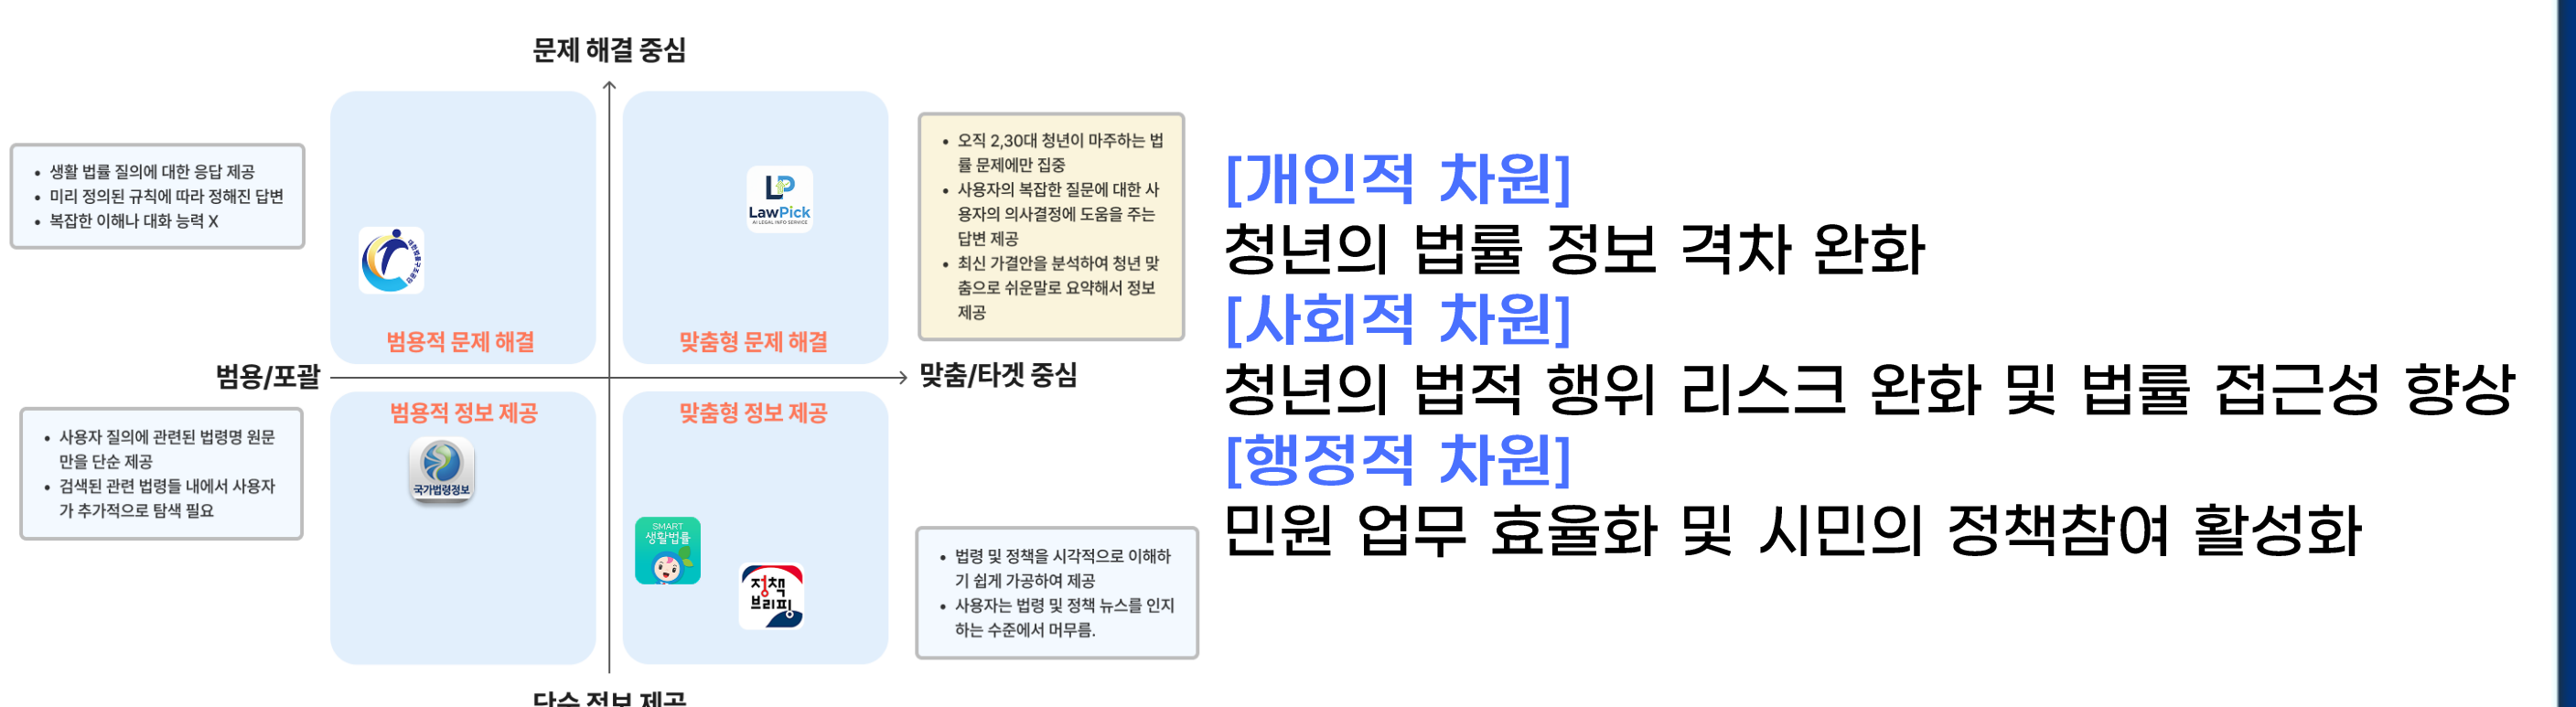 문제 해결 중심
• 생활 법률 질의에 대한 응답 제공
• 미리 정의된 규칙에 따라 정해진 답변
• 복잡한 이해나 대화 능력 X
대한법률구조공단
범용적 문제 해결
LP
LawPick
AI LEGAL INFO SERVICE
맞춤형 문제 해결
• 오직 2,30대 청년이 마주하는 법
률 문제에만 집중
• 사용자의 복잡한 질문에 대한 사
용자의 의사결정에 도움을 주는
답변 제공
• 최신 가결안을 분석하여 청년 맞
춤으로 쉬운말로 요약해서 정보
제공
범용/포괄
맞춤/타겟 중심
• 사용자 질의에 관련된 법령명 원문
만을 단순 제공
• 검색된 관련 법령들 내에서 사용자
가 추가적으로 탐색 필요
범용적 정보 제공
국가법령정보
맞춤형 정보 제공
SMART
생활법률
정책
브리핑
• 법령 및 정책을 시각적으로 이해하
기 쉽게 가공하여 제공
• 사용자는 법령 및 정책 뉴스를 인지
하는 수준에서 머무름.
단순 정보 제공
[개인적 차원]
청년의 법률 정보 격차 완화
[사회적 차원]
청년의 법적 행위 리스크 완화 및 법률 접근성 향상
[행정적 차원]
민원 업무 효율화 및 시민의 정책참여 활성화